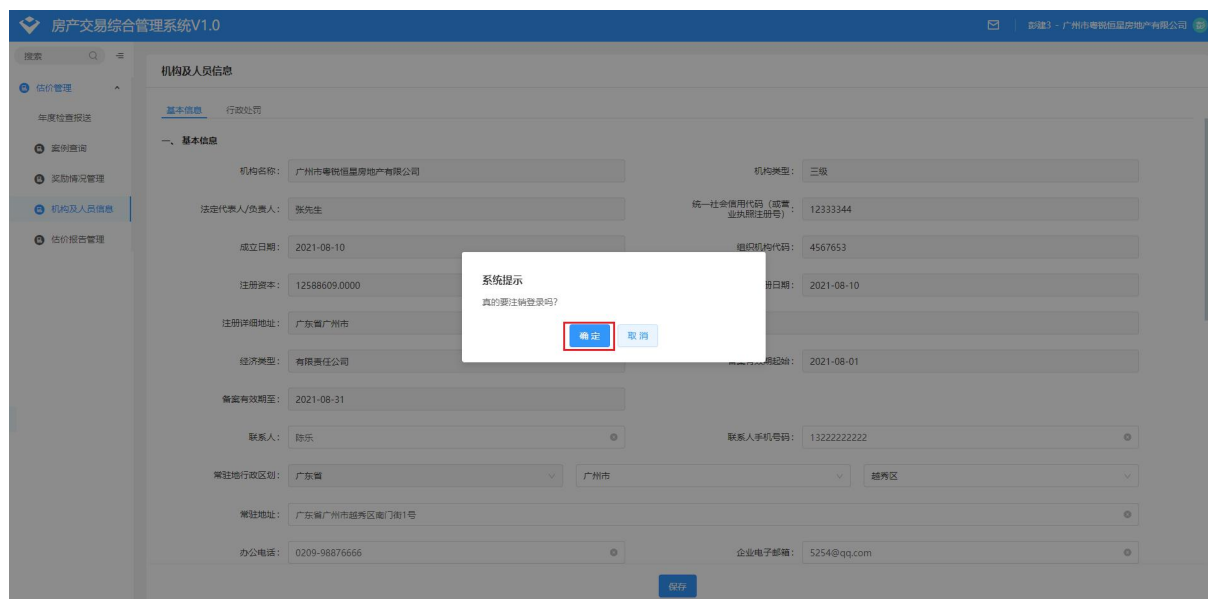 房产交易综合管理系统V1.0
彭建3 - 广州市粤锐恒星房地产有限公司
搜索
估价管理
年度检查报送
案例查询
奖励情况管理
机构及人员信息
估价报告管理
机构及人员信息
基本信息 行政处罚
一、基本信息
机构名称： 广州市粤锐恒星房地产有限公司 机构类型： 三级
法定代表人/负责人： 张先生 统一社会信用代码（或营
业执照注册号）： 12333344
成立日期： 2021-08-10 组织机构代码： 4567653
注册资本： 12588609.0000 册日期： 2021-08-10
注册详细地址： 广东省广州市
经济类型： 有限责任公司 备案有效期起始： 2021-08-01
备案有效期至： 2021-08-31
系统提示
真的要注销登录吗?
确定 取消
联系人： 陈乐 联系人手机号码： 13222222222
常驻地行政区划： 广东省 广州市 越秀区
常驻地址： 广东省广州市越秀区南门街1号
办公电话： 0209-98876666 企业电子邮箱： 5254@qq.com
保存